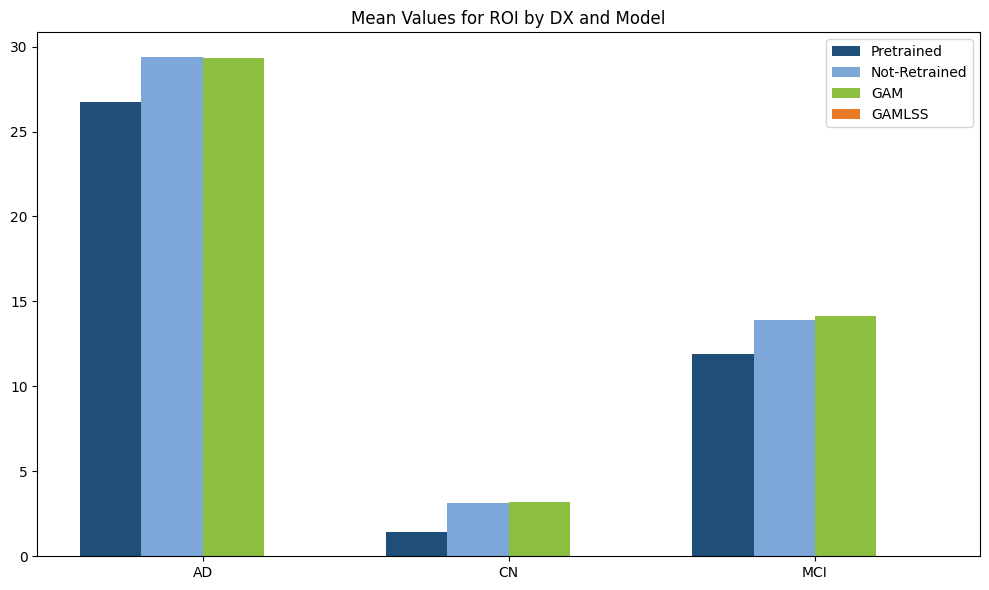 Mean Values for ROI by DX and Model
30
25
20
15
10
5
0
AD
CN
MCI
Pretrained
Not-Retrained
GAM
GAMLSS